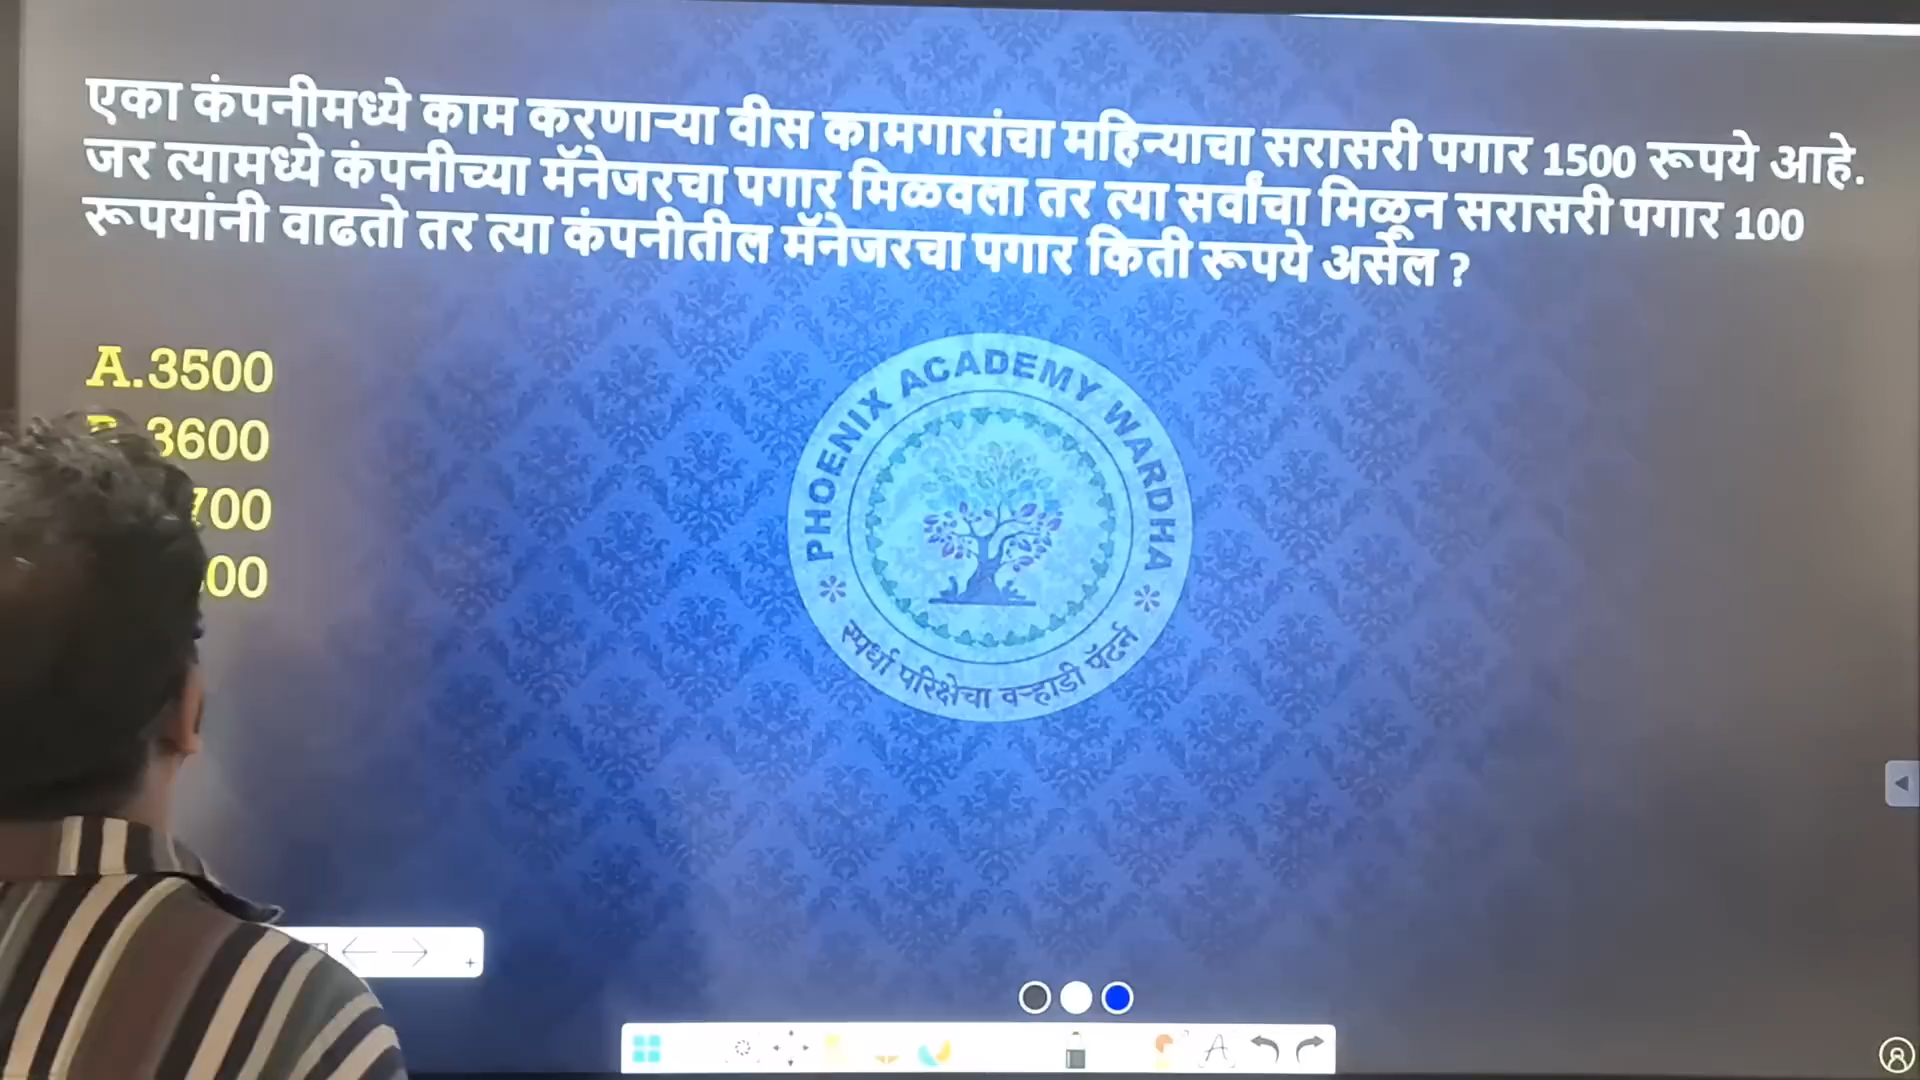 एका कंपनीमध्ये काम करणाऱ्या वीस कामगारांचा महिन्याचा सरासरी पगार 1500 रूपये आहे.
जर त्यामध्ये कंपनीच्या मॅनेजरचा पगार मिळवला तर त्या सर्वांचा मिळून सरासरी पगार 100
रूपयांनी वाढतो तर त्या कंपनीतील मॅनेजरचा पगार किती रूपये असेल ?
A.3500
3600
700
00
PHOENIX ACADEMY WARDHA
स्पर्धा परिक्षेचा वऱ्हाडी पॅटर्न